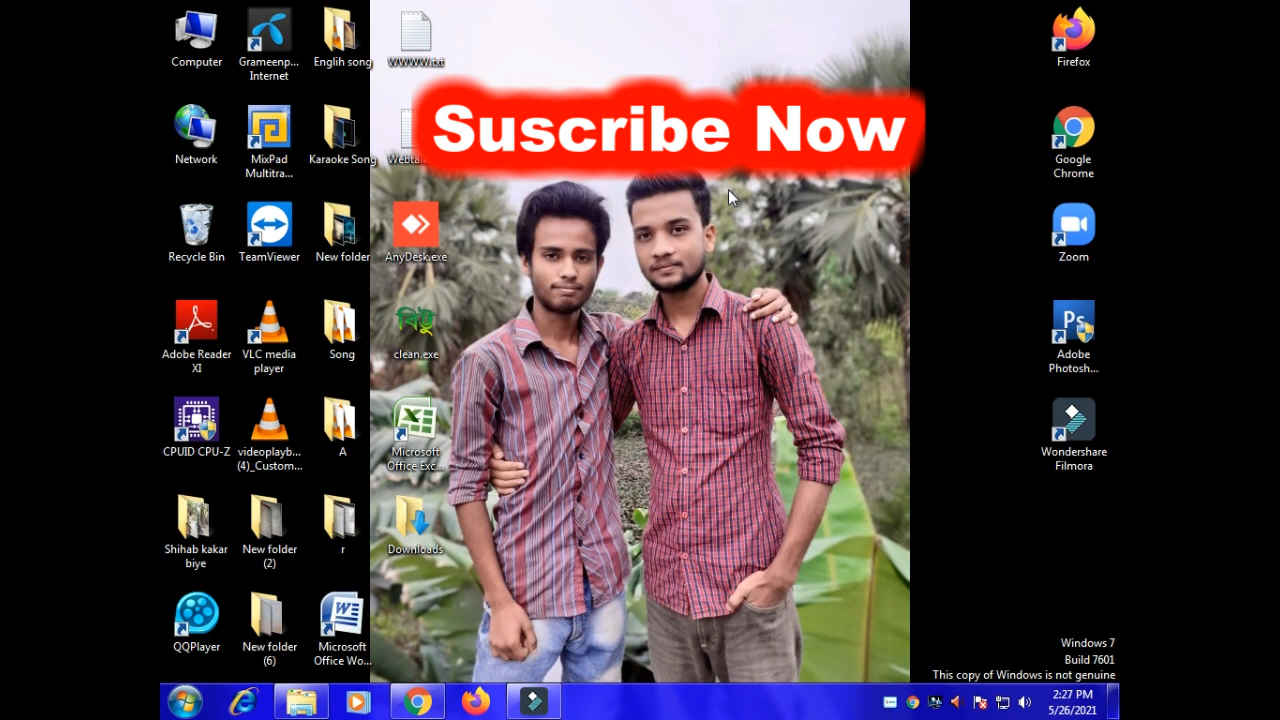 Computer
Grameenp...
Internet
Englih song
WWWW.txt
Suscribe Now
Firefox
Network
MixPad
Multitra...
Karaoke Song
Google
Chrome
Recycle Bin
TeamViewer
New folder
AnyDesk.exe
Zoom
Adobe Reader
XI
VLC media
player
Song
বিট্টু
clean.exe
Ps
Adobe
Photosh...
CPUID CPU-Z
videoplayb...
(4)_Custom...
A
Microsoft
Office Exc...
Wondershare
Filmora
Shihab kakar
biye
New folder
(2)
r
Downloads
QQPlayer
New folder
(6)
Microsoft
Office Wo...
Windows 7
Build 7601
This copy of Windows is not genuine
2:27 PM
5/26/2021